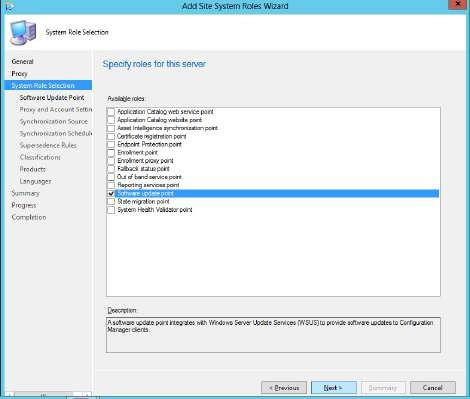 Add Site System Roles Wizard
System Role Selection
General
Proxy
System Role Selection
Software Update Point
Proxy and Account Settin
Synchronization Source
Synchronization Schedul
Supersedence Rules
Classifications
Products
Languages
Summary
Progress
Completion
Specify roles for this server
Available roles:
Application Catalog web service point
Application Catalog website point
Asset Intelligence synchronization point
Certificate registration point
Endpoint Protection point
Enrollment point
Enrollment proxy point
Fallback status point
Out of band service point
Reporting services point
Software update point
State migration point
System Health Validator point
Description:
A software update point integrates with Windows Server Update Services (WSUS) to provide software updates to Configuration
Manager clients.
< Previous
Next >
Summary
Cancel